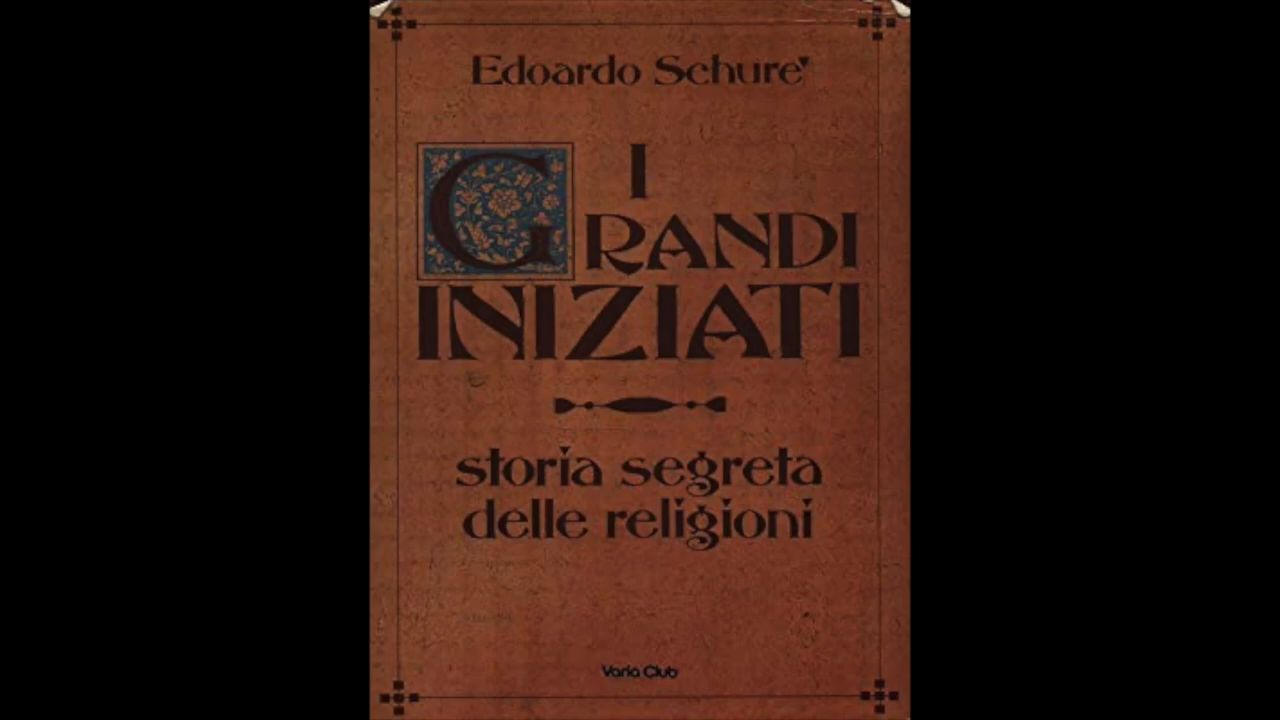 Edoardo Schure'
I
GRANDI
INIZIATI
storia segreta
delle religioni
Varia Club